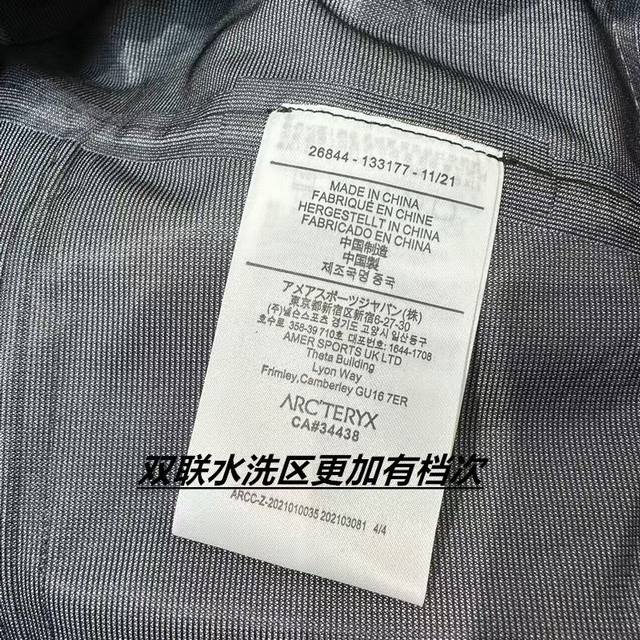 26844 - 133177 - 11/21
MADE IN CHINA
FABRIQUÉ EN CHINE
HERGESTELLT IN CHINA
FABRICADO EN CHINA
中国制造
中国製
제조국명 중국
アメアスポーツジャパン(株)
東京都新宿区新宿6-27-30
(주)넬슨스포츠 경기도 고양시 일산동구
호수로 358-39 710호 대표번호: 1644-1708
AMER SPORTS UK LTD
Theta Building
Lyon Way
Frimley, Camberley GU16 7ER
ARC'TERYX
CA#34438
双联水洗区更加有档次
ARCC-Z-2021010035 202103081 4/4